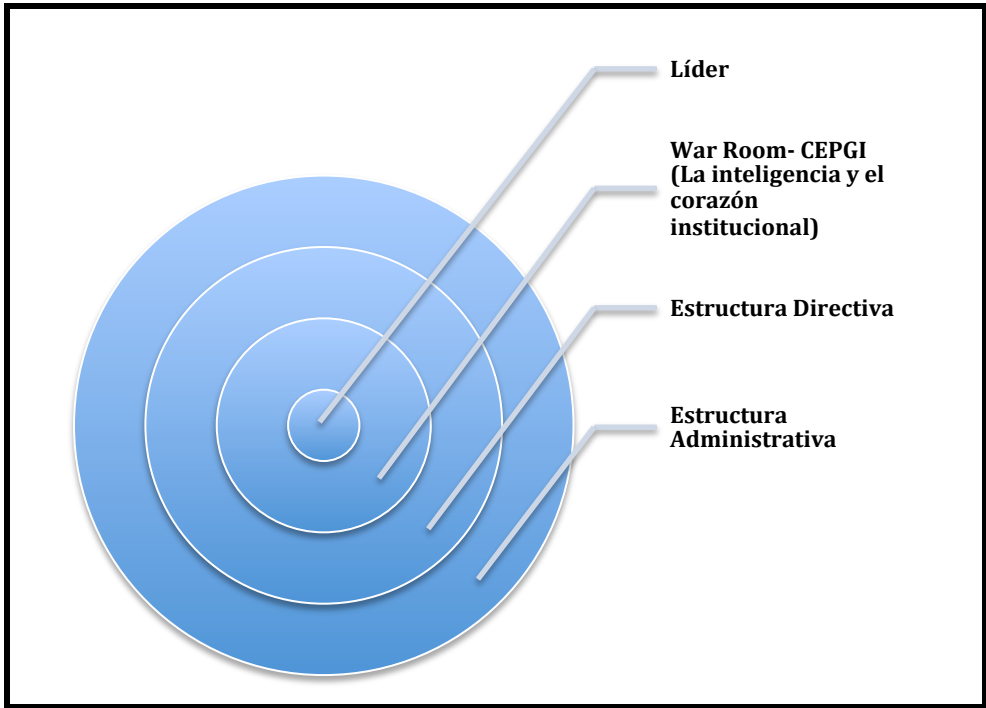 Líder
War Room- CEPGI
(La inteligencia y el
corazón
institucional)
Estructura Directiva
Estructura
Administrativa